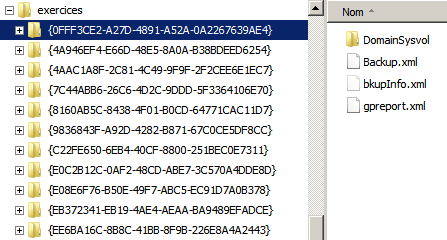 exercices
{0FFF3CE2-A27D-4891-A52A-0A2267639AE4}
{4A946EF4-E66D-48E5-8A0A-B38BDEED6254}
{4AAC1A8F-2C81-4C49-9F9F-2F2CEE6E1EC7}
{7C44ABB6-26C6-4D2C-9DDD-5F3364106E70}
{8160AB5C-8438-4F01-B0CD-64771CAC11D7}
{9836843F-A92D-4282-B871-67C0CE5DF8CC}
{C22FE650-6EB4-40CF-8800-251BEC0E7311}
{E0C2B12C-0AF2-48CD-ABE7-3C570A4DDE8D}
{E08E6F76-B50E-49F7-ABC5-EC91D7A0B378}
{EB372341-EB19-4AE4-AEAA-BA9489EFADCE}
{EE6BA16C-8B8C-41BB-8F9B-226E8A4A2443}
Nom
DomainSysvol
Backup.xml
bkupInfo.xml
gpreport.xml